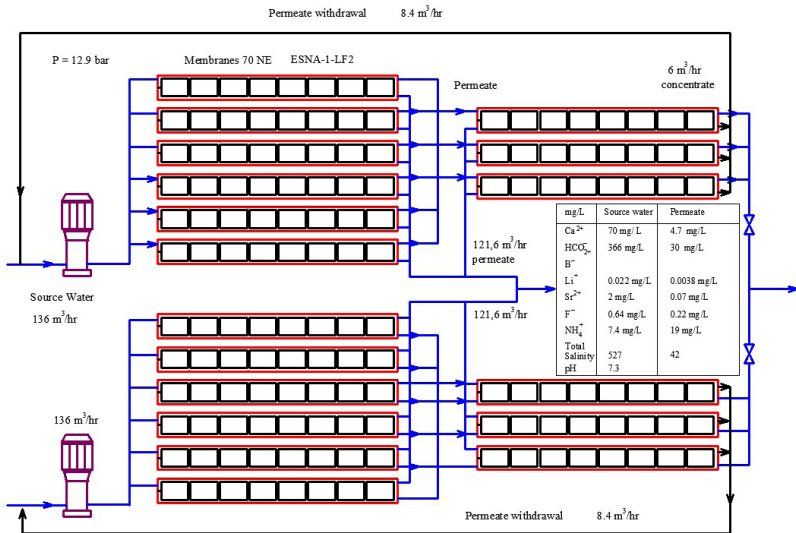 Permeate withdrawal 8.4 m³/hr
P = 12.9 bar
Membranes 70 NE ESNA-1-LF2
Permeate
6 m³/hr
concentrate
121,6 m³/hr
permeate
Source Water
136 m³/hr
121,6 m³/hr
mg/L Source water Permeate
Ca²⁺ 70 mg/L 4.7 mg/L
HCO₂₊⁻ 366 mg/L 30 mg/L
B⁻
Li⁺ 0.022 mg/L 0.0038 mg/L
Sr²⁺ 2 mg/L 0.07 mg/L
F⁻ 0.64 mg/L 0.22 mg/L
NH₄⁺ 7.4 mg/L 19 mg/L
Total
Salinity 527 42
pH 7.3
136 m³/hr
Permeate withdrawal 8.4 m³/hr